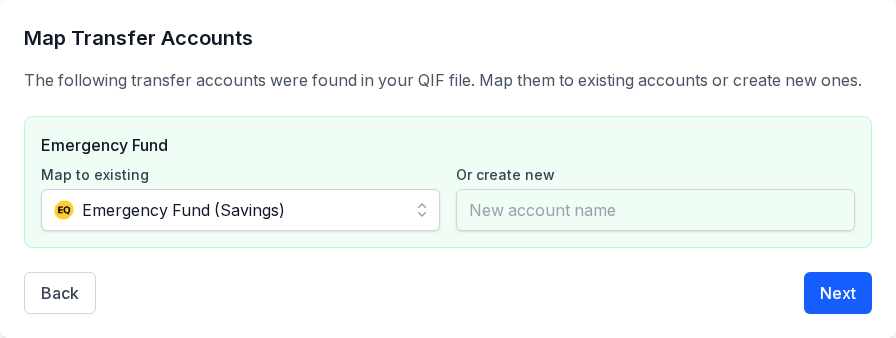 Map Transfer Accounts
The following transfer accounts were found in your QIF file. Map them to existing accounts or create new ones.
Emergency Fund
Map to existing
Or create new
EQ Emergency Fund (Savings)
New account name
Back
Next